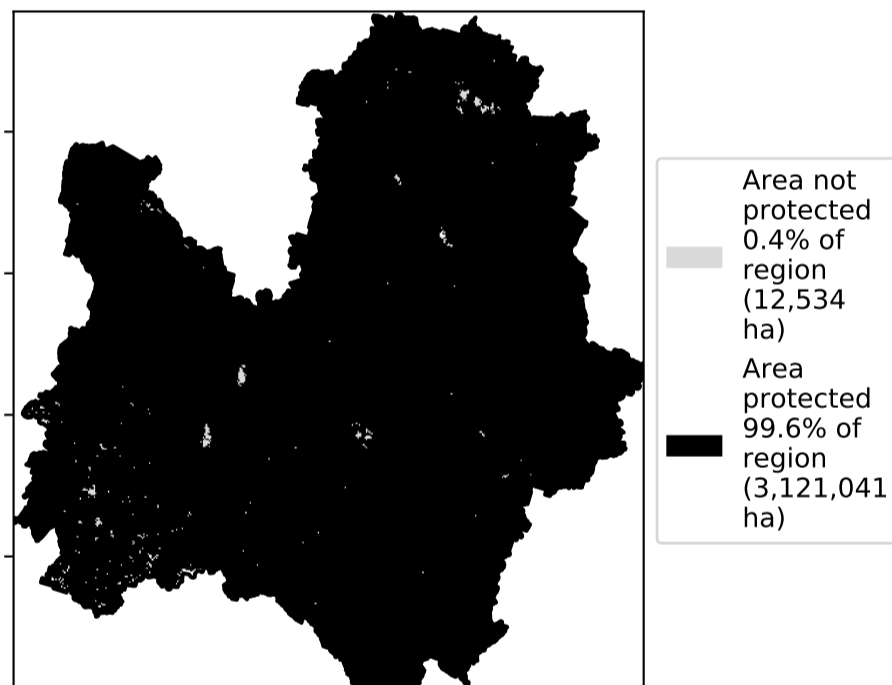 Area not
protected
0.4% of
region
(12,534
ha)
Area
protected
99.6% of
region
(3,121,041
ha)